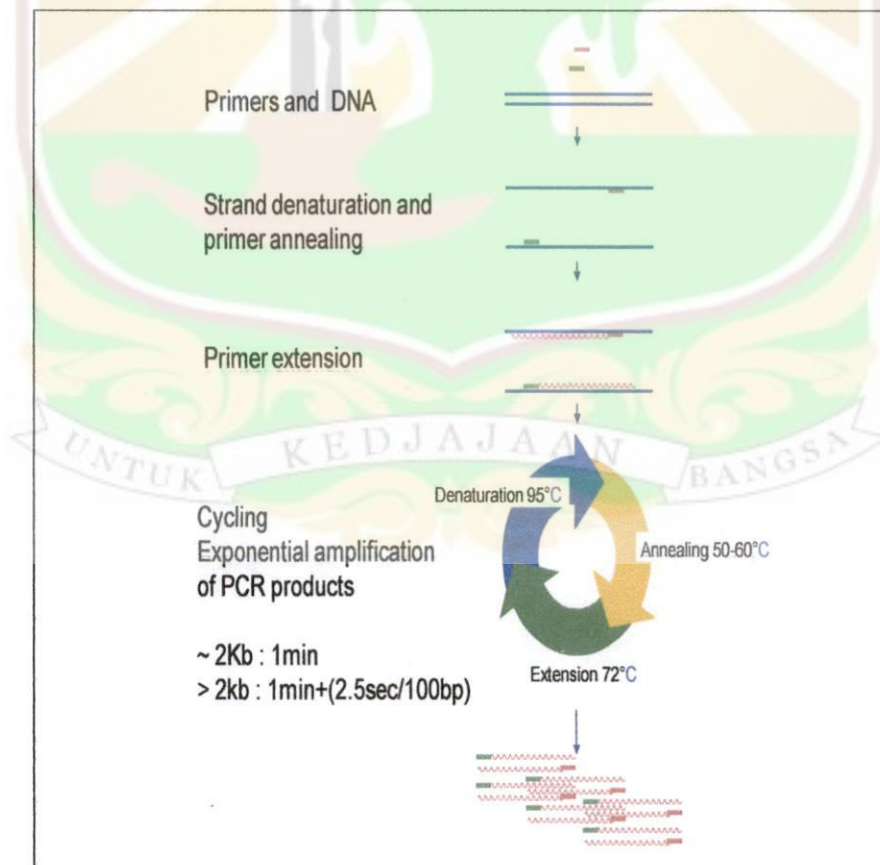 Primers and DNA
Strand denaturation and
primer annealing
Primer extension
UNTUK KEDJAJAAN BANGSA
Denaturation 95°C
Cycling
Exponential amplification
of PCR products
Annealing 50-60°C
~ 2Kb : 1min
> 2kb : 1min+(2.5sec/100bp)
Extension 72°C